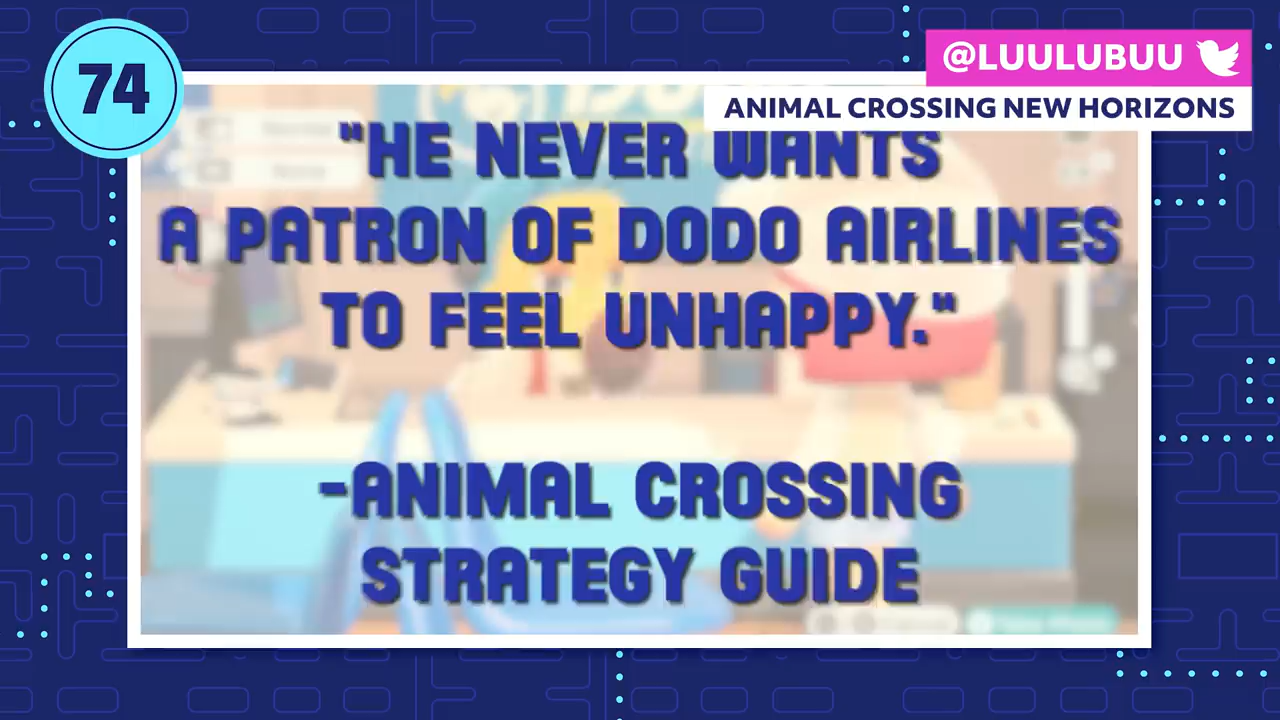 74
@LUULUBUU
ANIMAL CROSSING NEW HORIZONS
"HE NEVER WANTS
A PATRON OF DODO AIRLINES
TO FEEL UNHAPPY."
-ANIMAL CROSSING
STRATEGY GUIDE